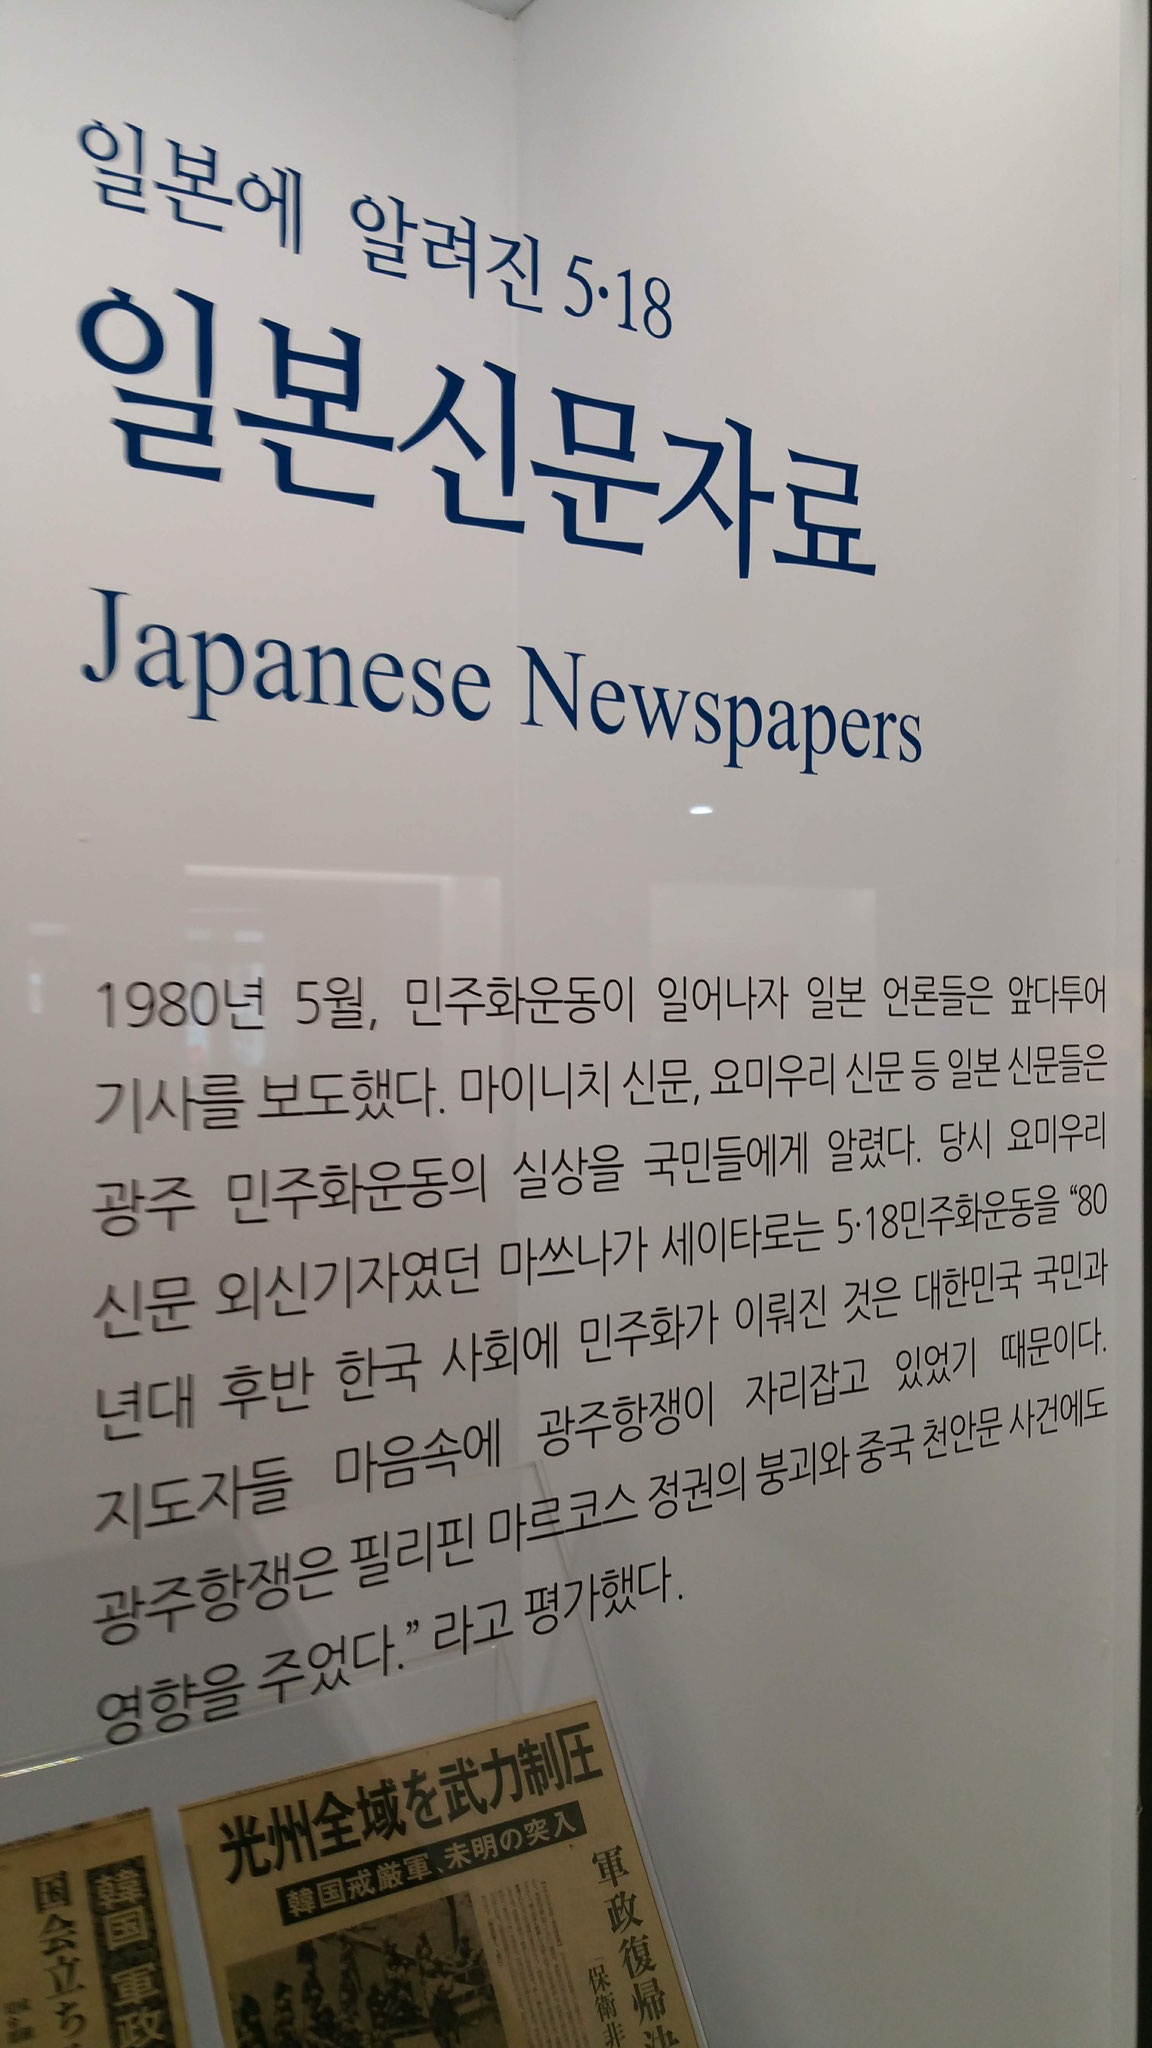 일본에 알려진 5·18
일본신문자료
Japanese Newspapers
1980년 5월, 민주화운동이 일어나자 일본 언론들은 앞다투어
기사를 보도했다. 마이니치 신문, 요미우리 신문 등 일본 신문들은
광주 민주화운동의 실상을 국민들에게 알렸다. 당시 요미우리
신문 외신기자였던 마쓰나가 세이타로는 5·18민주화운동을 “80
년대 후반 한국 사회에 민주화가 이뤄진 것은 대한민국 국민과
지도자들 마음속에 광주항쟁이 자리잡고 있었기 때문이다.
광주항쟁은 필리핀 마르코스 정권의 붕괴와 중국 천안문 사건에도
영향을 주었다.” 라고 평가했다.
光州全域を武力制圧
韓国戒厳軍、未明の突入
軍政復帰決
「保衛非
韓国 軍政
国会立ち